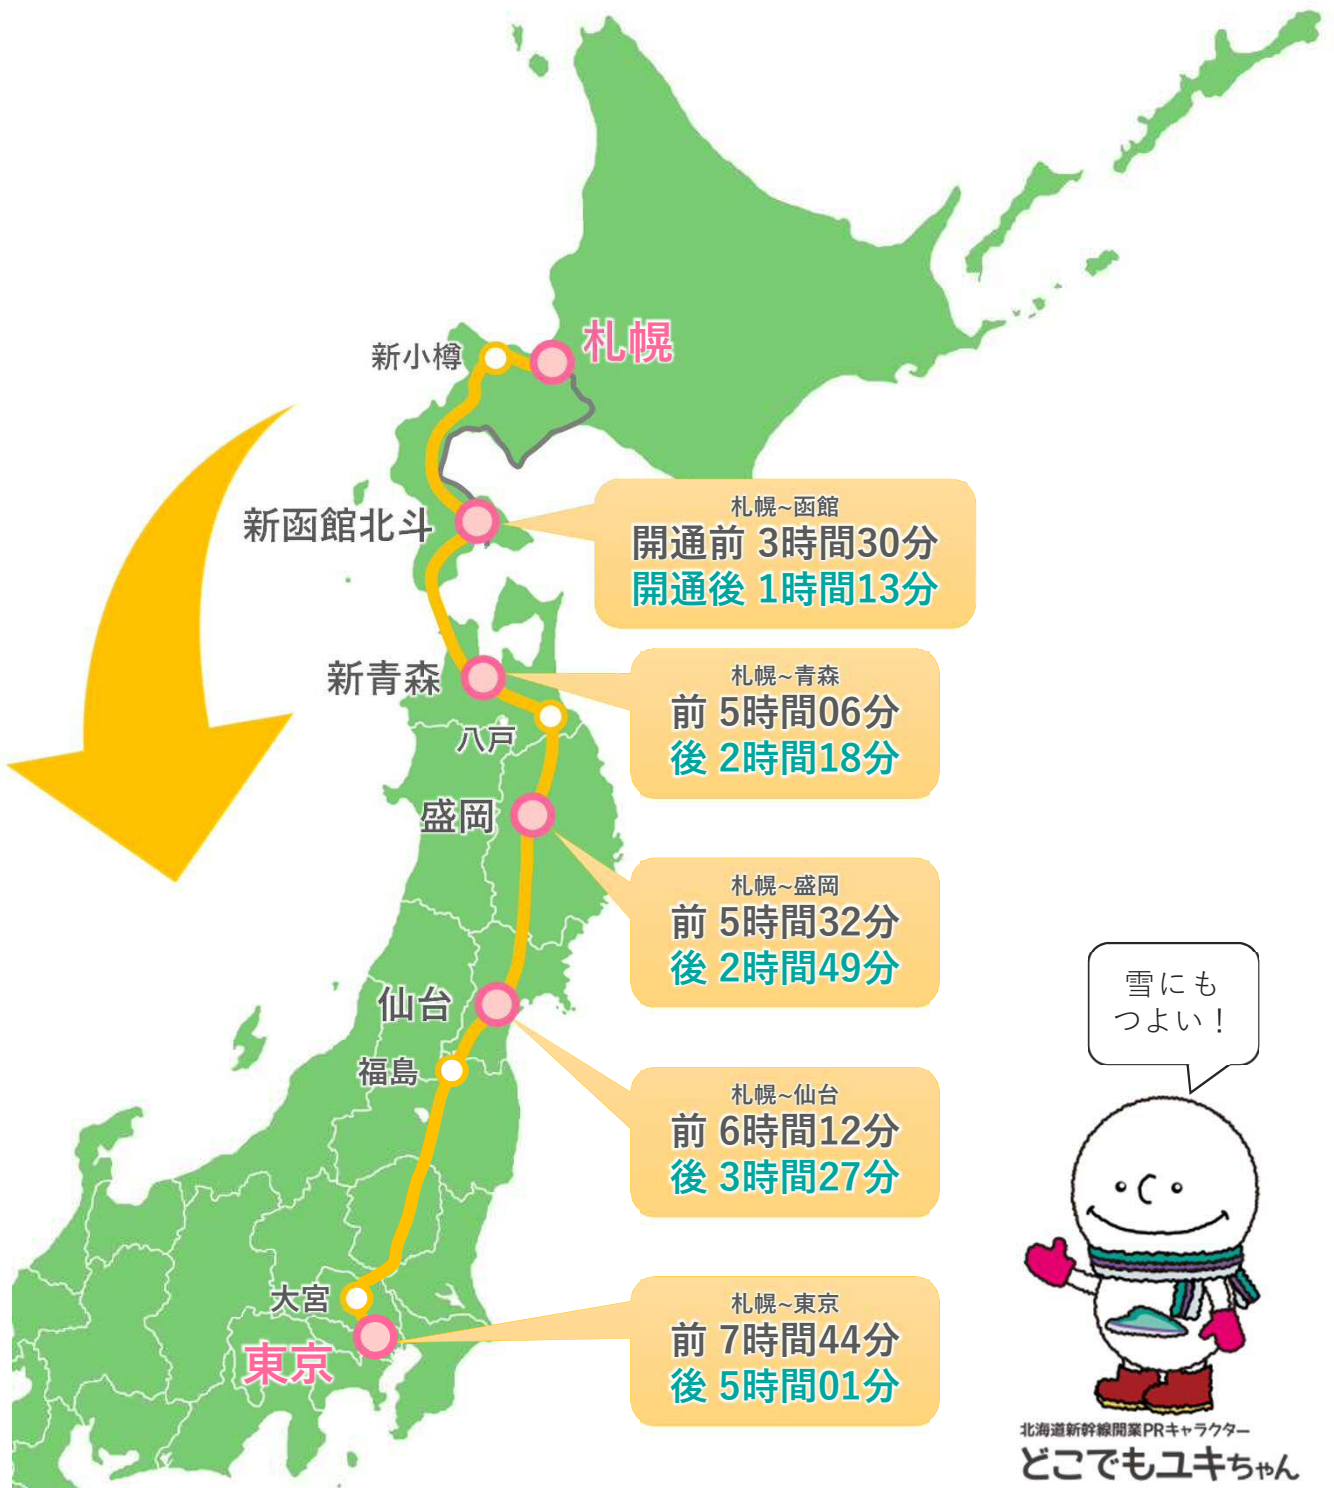 新小樽
札幌
新函館北斗
札幌~函館
開通前 3時間30分
開通後 1時間13分
新青森
札幌~青森
前 5時間06分
後 2時間18分
八戸
盛岡
札幌~盛岡
前 5時間32分
後 2時間49分
仙台
福島
札幌~仙台
前 6時間12分
後 3時間27分
大宮
東京
札幌~東京
前 7時間44分
後 5時間01分
雪にも
つよい！
北海道新幹線開業PRキャラクター
どこでもユキちゃん